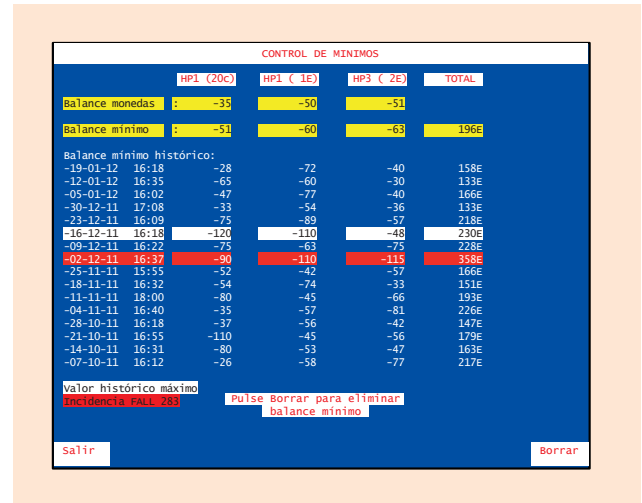 CONTROL DE MINIMOS
HP1 (20c) HP1 ( 1E) HP3 ( 2E) TOTAL
Balance monedas : -35 -50 -51
Balance mínimo : -51 -60 -63 196E
Balance mínimo histórico:
-19-01-12 16:18 -28 -72 -40 158E
-12-01-12 16:35 -65 -60 -30 133E
-05-01-12 16:02 -47 -77 -40 166E
-30-12-11 17:08 -33 -54 -36 133E
-23-12-11 16:09 -75 -89 -57 218E
-16-12-11 16:18 -120 -110 -48 230E
-09-12-11 16:22 -75 -63 -75 228E
-02-12-11 16:37 -90 -110 -115 358E
-25-11-11 15:55 -52 -42 -57 166E
-18-11-11 16:32 -54 -74 -33 151E
-11-11-11 18:00 -80 -45 -66 193E
-04-11-11 16:40 -35 -57 -81 226E
-28-10-11 16:18 -37 -56 -42 147E
-21-10-11 16:55 -110 -45 -56 179E
-14-10-11 16:31 -80 -53 -47 163E
-07-10-11 16:12 -26 -58 -77 217E
Valor histórico máximo
Incidencia FALL 283
Pulse Borrar para eliminar
balance mínimo
Salir Borrar